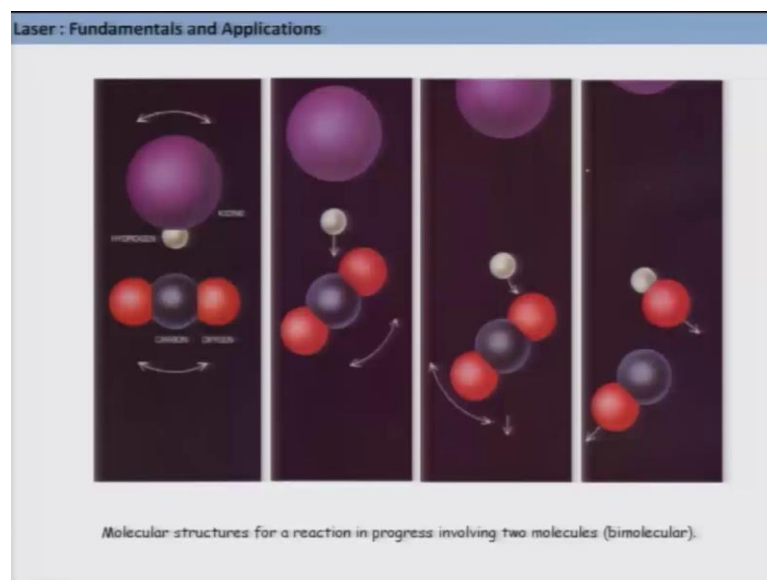 Laser : Fundamentals and Applications
IODINE
HYDROGEN
CARBON OXYGEN
Molecular structures for a reaction in progress involving two molecules (bimolecular).